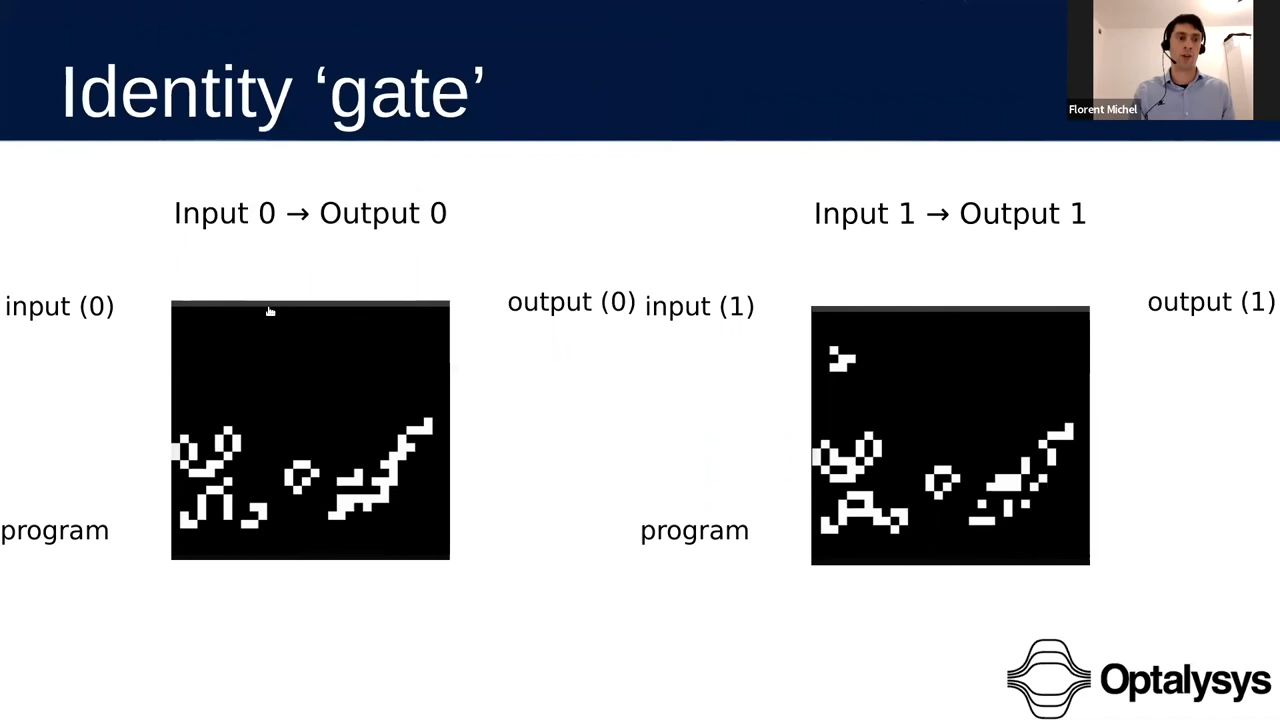 Identity ‘gate’
Florent Michel
Input 0 → Output 0
Input 1 → Output 1
input (0)
output (0)
input (1)
output (1)
program
program
Optalysys